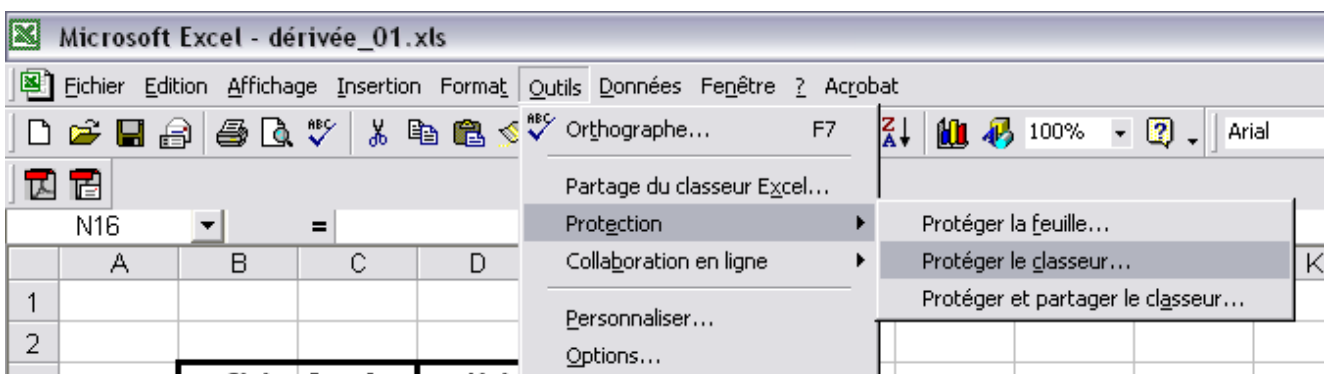 Microsoft Excel - dérivée_01.xls
Fichier Edition Affichage Insertion Format Outils Données Fenêtre ? Acrobat
ABC ABC Orthographe... F7 100% Arial
Partage du classeur Excel...
N16 = Protection Protéger la feuille...
A B C D Collaboration en ligne Protéger le classeur... K
1 Protéger et partager le classeur...
Personnaliser...
2
Options...